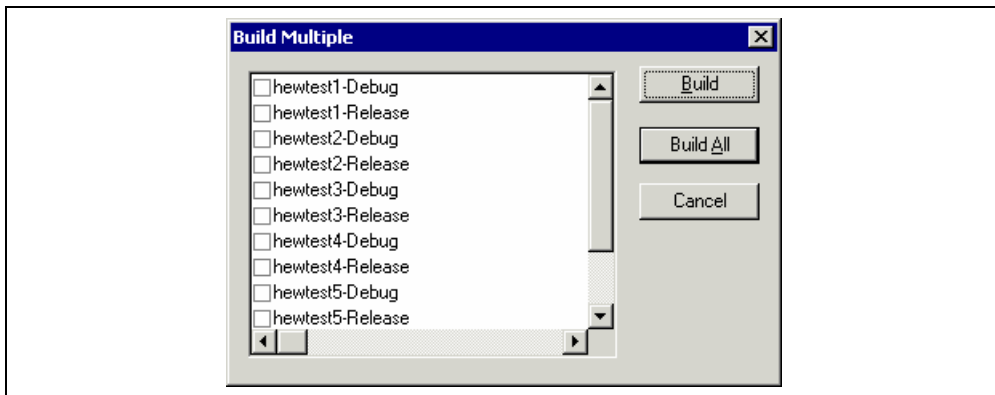 Build Multiple
hewtest1-Debug
hewtest1-Release
hewtest2-Debug
hewtest2-Release
hewtest3-Debug
hewtest3-Release
hewtest4-Debug
hewtest4-Release
hewtest5-Debug
hewtest5-Release
Build
Build All
Cancel